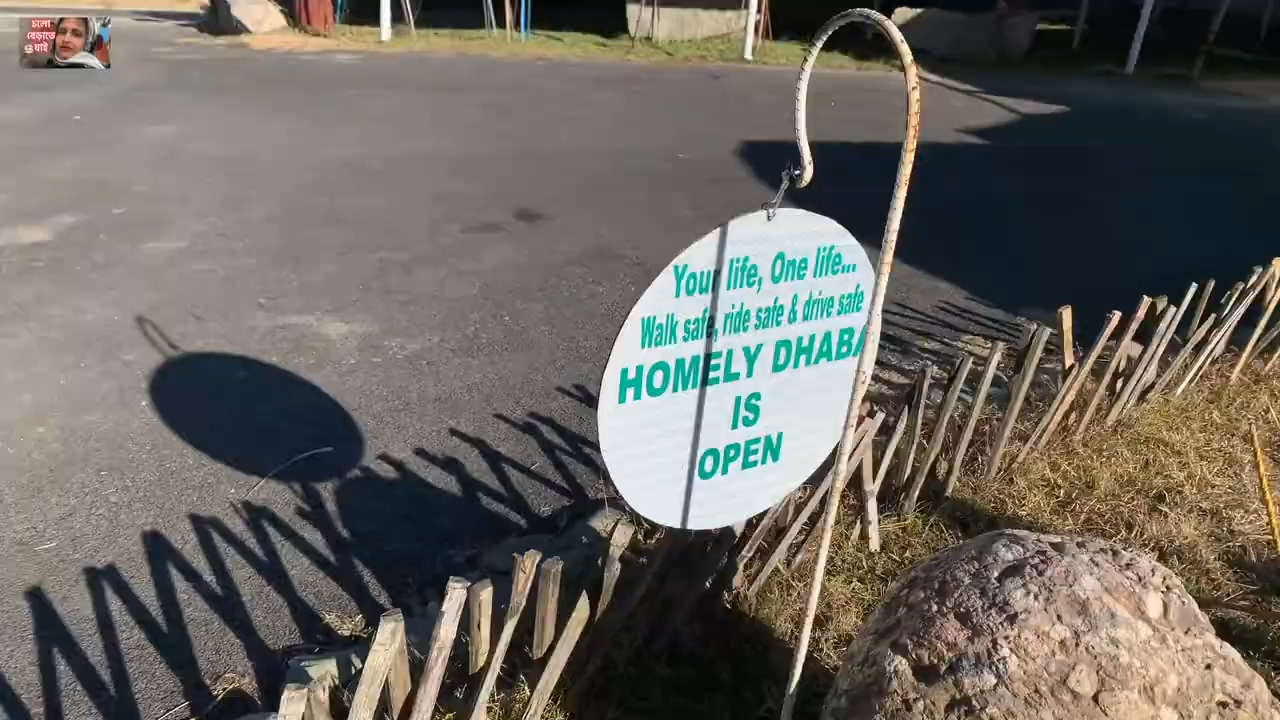 চলো
বেড়াতে
যাই
Your life, One life...
Walk safe, ride safe & drive safe
HOMELY DHABA
IS
OPEN